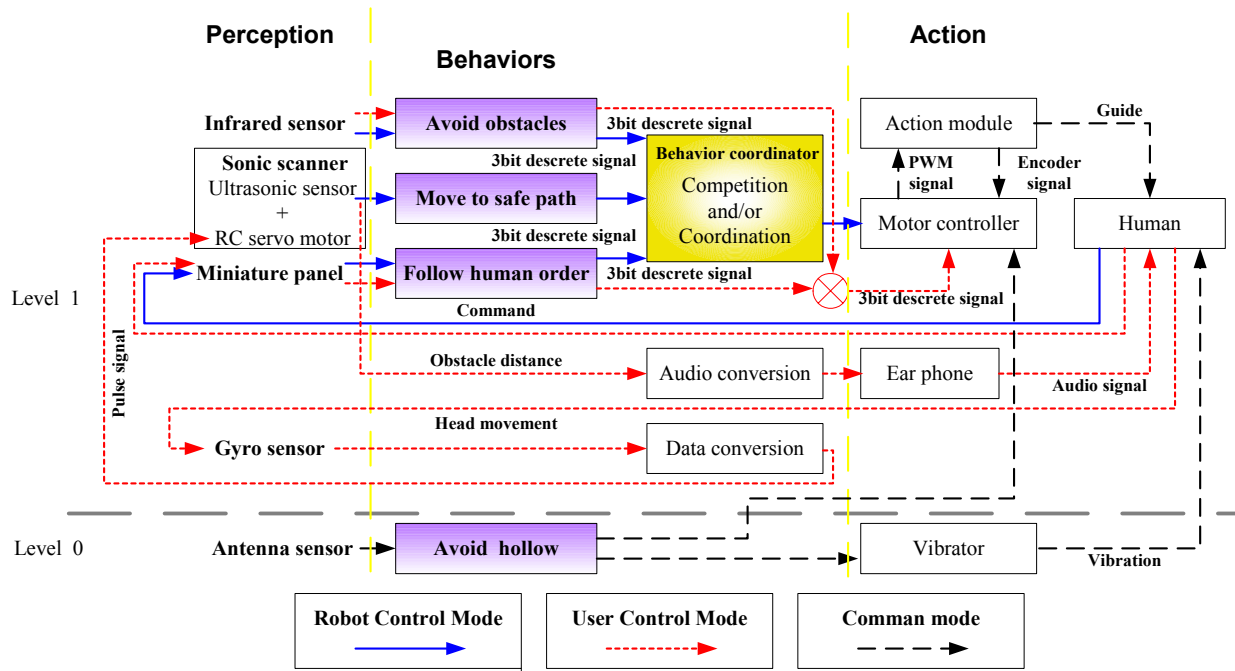 Perception
Behaviors
Action
Infrared sensor
Avoid obstacles
3bit descrete signal
Action module
Guide
Sonic scanner
Ultrasonic sensor
+
RC servo motor
3bit descrete signal
Behavior coordinator
Competition
and/or
Coordination
PWM
signal
Encoder
signal
Move to safe path
Motor controller
Human
3bit descrete signal
Miniature panel
Follow human order
3bit descrete signal
3bit descrete signal
Level 1
Command
Pulse signal
Obstacle distance
Audio conversion
Ear phone
Audio signal
Head movement
Gyro sensor
Data conversion
Level 0
Antenna sensor
Avoid hollow
Vibrator
Vibration
Robot Control Mode
User Control Mode
Comman mode